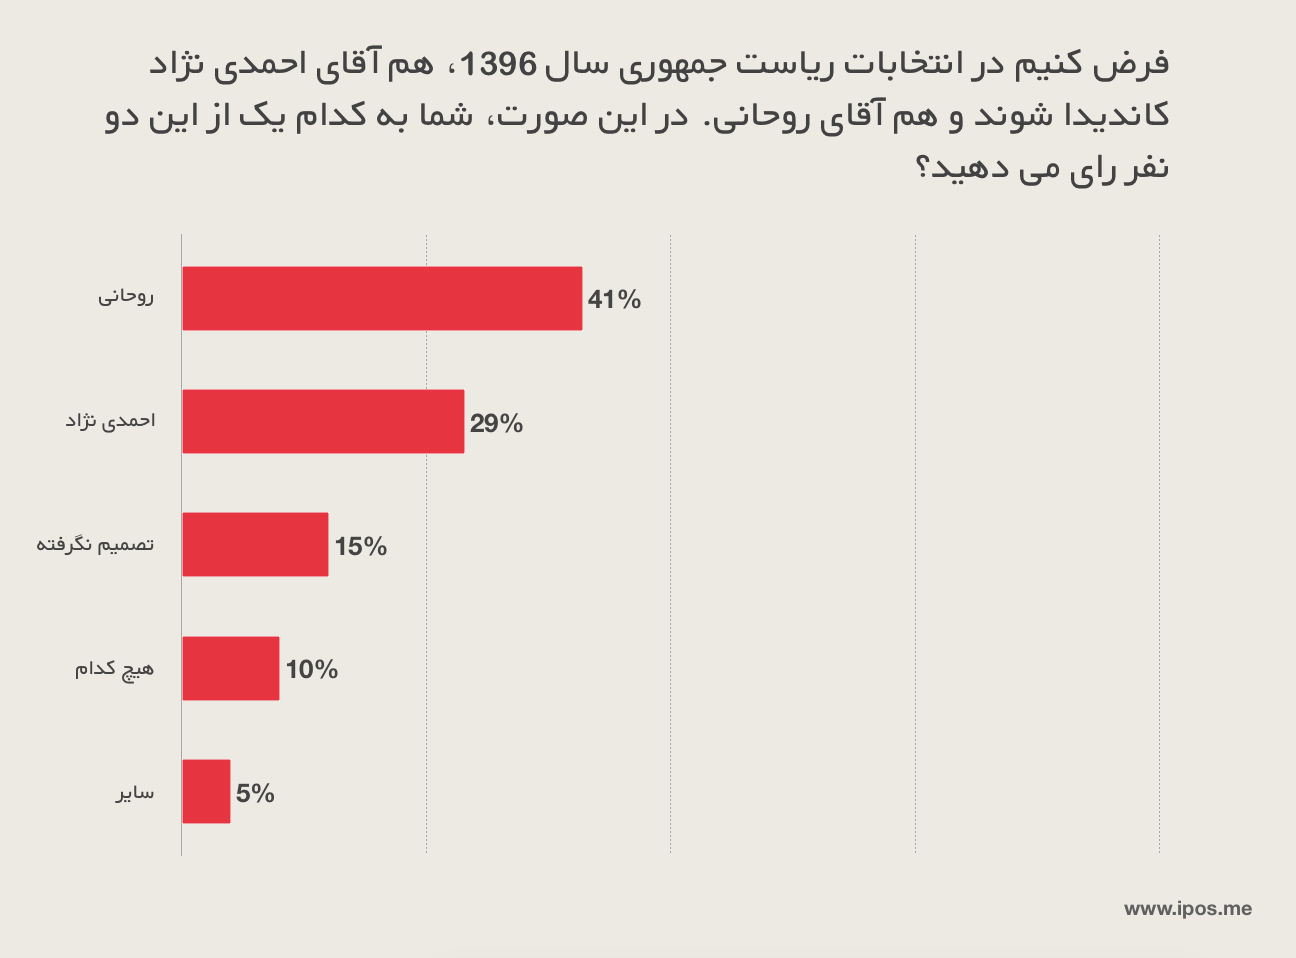 فرض کنیم در انتخابات ریاست جمهوری سال 1396، هم آقای احمدی نژاد
کاندیدا شوند و هم آقای روحانی. در این صورت، شما به کدام یک از این دو
نفر رای می دهید؟
روحانی
41%
احمدی نژاد
29%
تصمیم نگرفته
15%
هیچ کدام
10%
سایر
5%
www.ipos.me